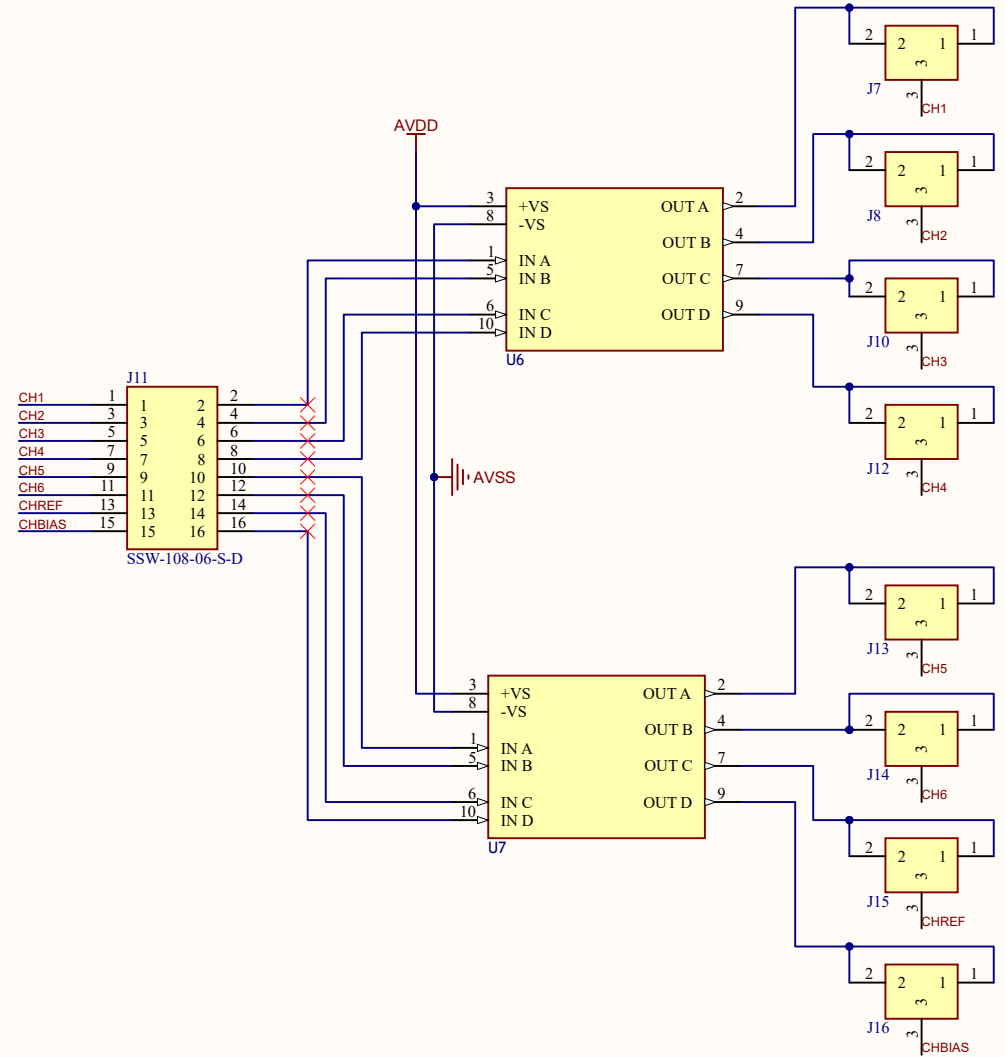 2 2 1 1
3
J7
3
CH1
AVDD
2 2 1 1
3
J8
3
CH2
3 +VS OUT A 2
8 -VS
OUT B 4
1 IN A
5 IN B OUT C 7
6 IN C OUT D 9
10 IN D
U6
2 2 1 1
3
J10
3
CH3
2 2 1 1
3
J12
3
CH4
J11
CH1 1 1 2 2
CH2 3 3 4 4
CH3 5 5 6 6
CH4 7 7 8 8
CH5 9 9 10 10
CH6 11 11 12 12
CHREF 13 13 14 14
CHBIAS 15 15 16 16
SSW-108-06-S-D
AVSS
2 2 1 1
3
J13
3
CH5
3 +VS OUT A 2
8 -VS
OUT B 4
1 IN A
5 IN B OUT C 7
6 IN C OUT D 9
10 IN D
U7
2 2 1 1
3
J14
3
CH6
2 2 1 1
3
J15
3
CHREF
2 2 1 1
3
J16
3
CHBIAS